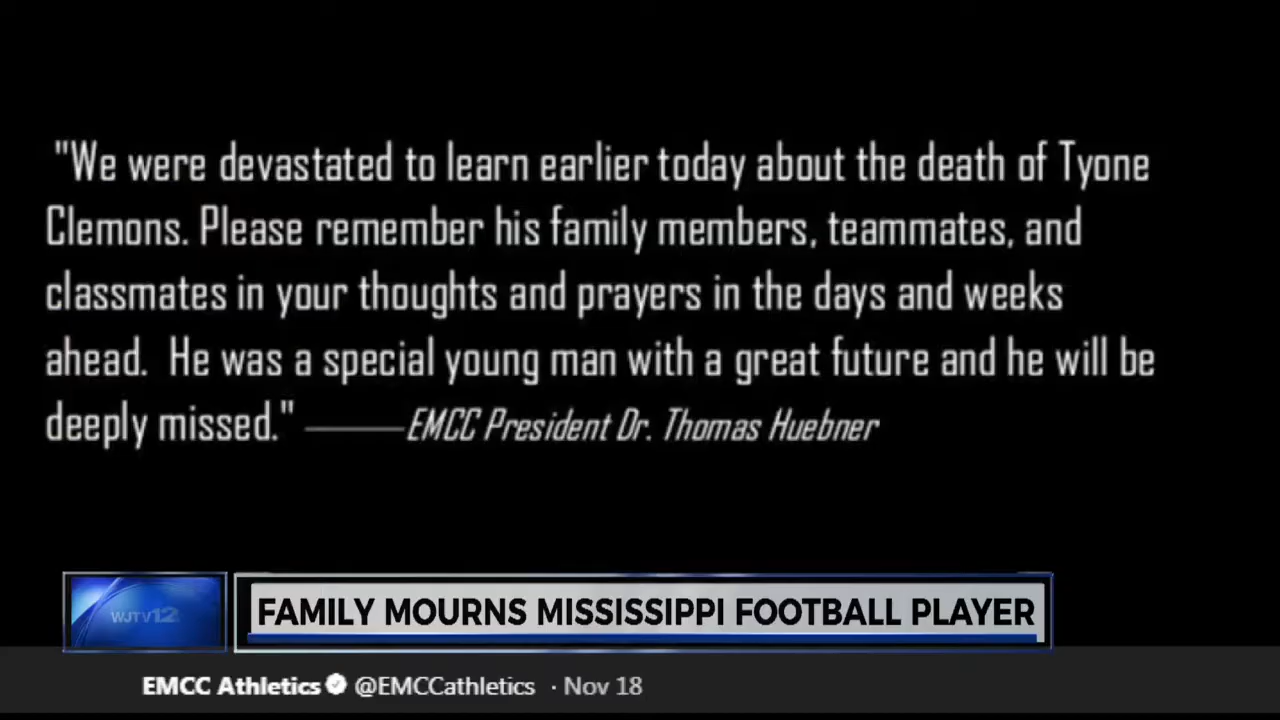 "We were devastated to learn earlier today about the death of Tyone
Clemons. Please remember his family members, teammates, and
classmates in your thoughts and prayers in the days and weeks
ahead. He was a special young man with a great future and he will be
deeply missed." ———EMCC President Dr. Thomas Huebner
WJTV12
FAMILY MOURNS MISSISSIPPI FOOTBALL PLAYER
EMCC Athletics @EMCCathletics · Nov 18